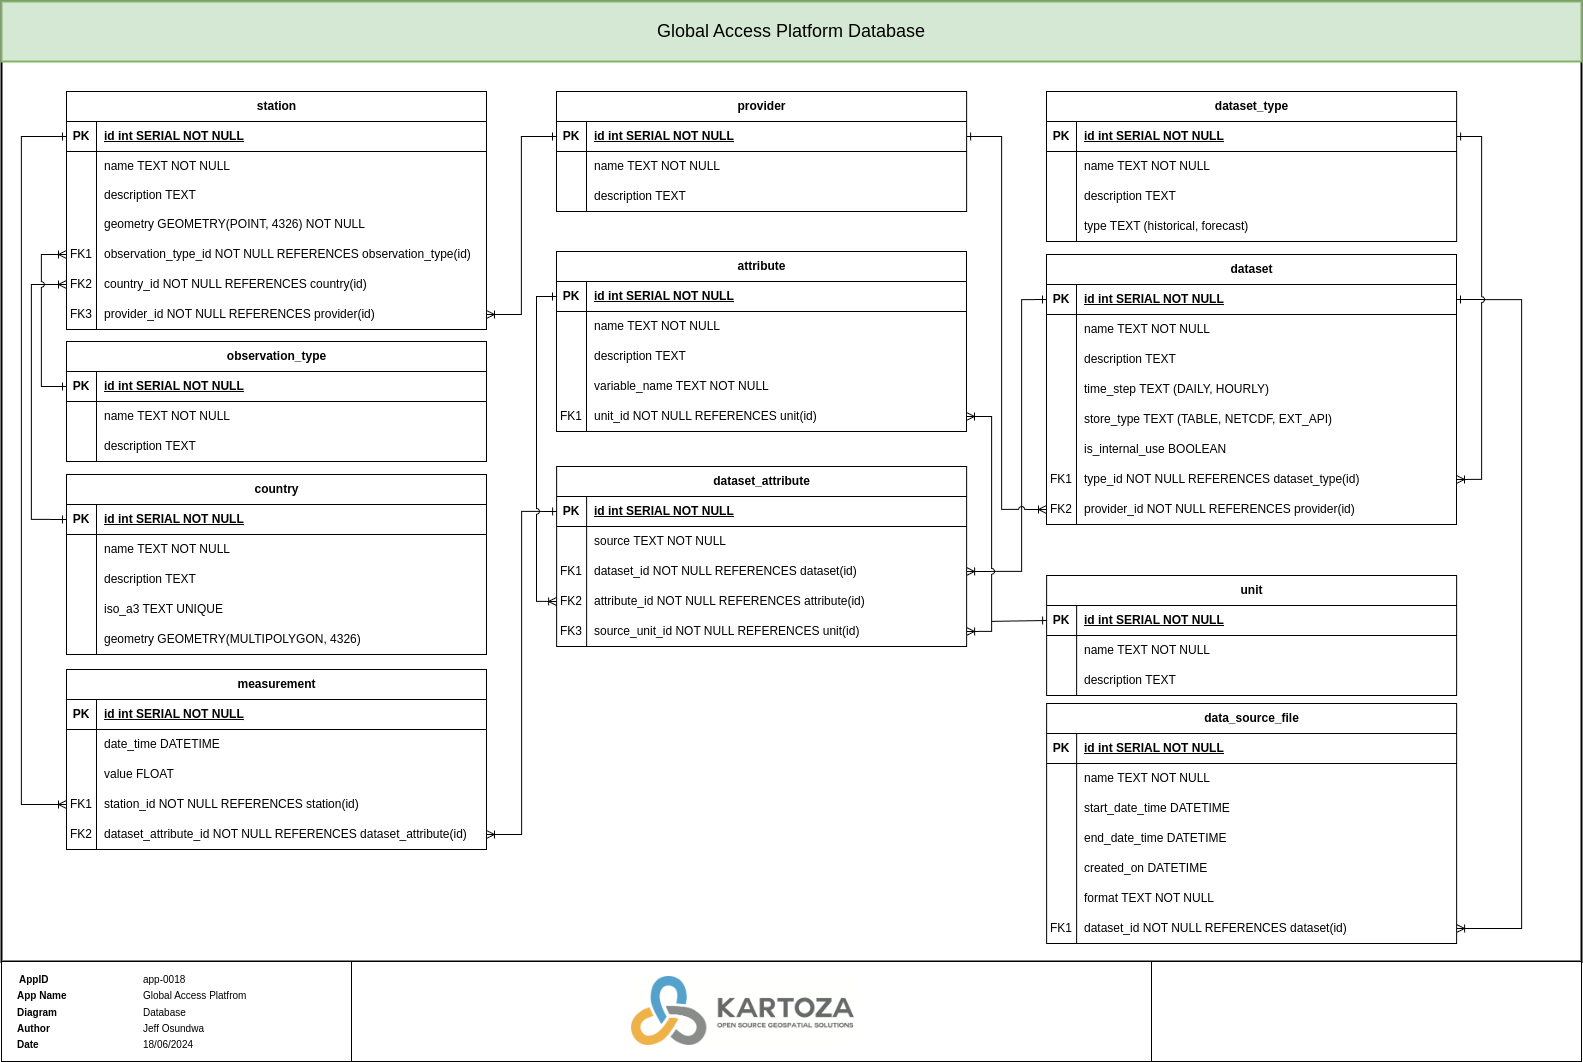 Global Access Platform Database
station
PK id int SERIAL NOT NULL
name TEXT NOT NULL
description TEXT
geometry GEOMETRY(POINT, 4326) NOT NULL
FK1 observation_type_id NOT NULL REFERENCES observation_type(id)
FK2 country_id NOT NULL REFERENCES country(id)
FK3 provider_id NOT NULL REFERENCES provider(id)
observation_type
PK id int SERIAL NOT NULL
name TEXT NOT NULL
description TEXT
country
PK id int SERIAL NOT NULL
name TEXT NOT NULL
description TEXT
iso_a3 TEXT UNIQUE
geometry GEOMETRY(MULTIPOLYGON, 4326)
measurement
PK id int SERIAL NOT NULL
date_time DATETIME
value FLOAT
FK1 station_id NOT NULL REFERENCES station(id)
FK2 dataset_attribute_id NOT NULL REFERENCES dataset_attribute(id)
provider
PK id int SERIAL NOT NULL
name TEXT NOT NULL
description TEXT
attribute
PK id int SERIAL NOT NULL
name TEXT NOT NULL
description TEXT
variable_name TEXT NOT NULL
FK1 unit_id NOT NULL REFERENCES unit(id)
dataset_attribute
PK id int SERIAL NOT NULL
source TEXT NOT NULL
FK1 dataset_id NOT NULL REFERENCES dataset(id)
FK2 attribute_id NOT NULL REFERENCES attribute(id)
FK3 source_unit_id NOT NULL REFERENCES unit(id)
dataset_type
PK id int SERIAL NOT NULL
name TEXT NOT NULL
description TEXT
type TEXT (historical, forecast)
dataset
PK id int SERIAL NOT NULL
name TEXT NOT NULL
description TEXT
time_step TEXT (DAILY, HOURLY)
store_type TEXT (TABLE, NETCDF, EXT_API)
is_internal_use BOOLEAN
FK1 type_id NOT NULL REFERENCES dataset_type(id)
FK2 provider_id NOT NULL REFERENCES provider(id)
unit
PK id int SERIAL NOT NULL
name TEXT NOT NULL
description TEXT
data_source_file
PK id int SERIAL NOT NULL
name TEXT NOT NULL
start_date_time DATETIME
end_date_time DATETIME
created_on DATETIME
format TEXT NOT NULL
FK1 dataset_id NOT NULL REFERENCES dataset(id)
AppID app-0018
App Name Global Access Platfrom
Diagram Database
Author Jeff Osundwa
Date 18/06/2024
KARTOZA
OPEN SOURCE GEOSPATIAL SOLUTIONS